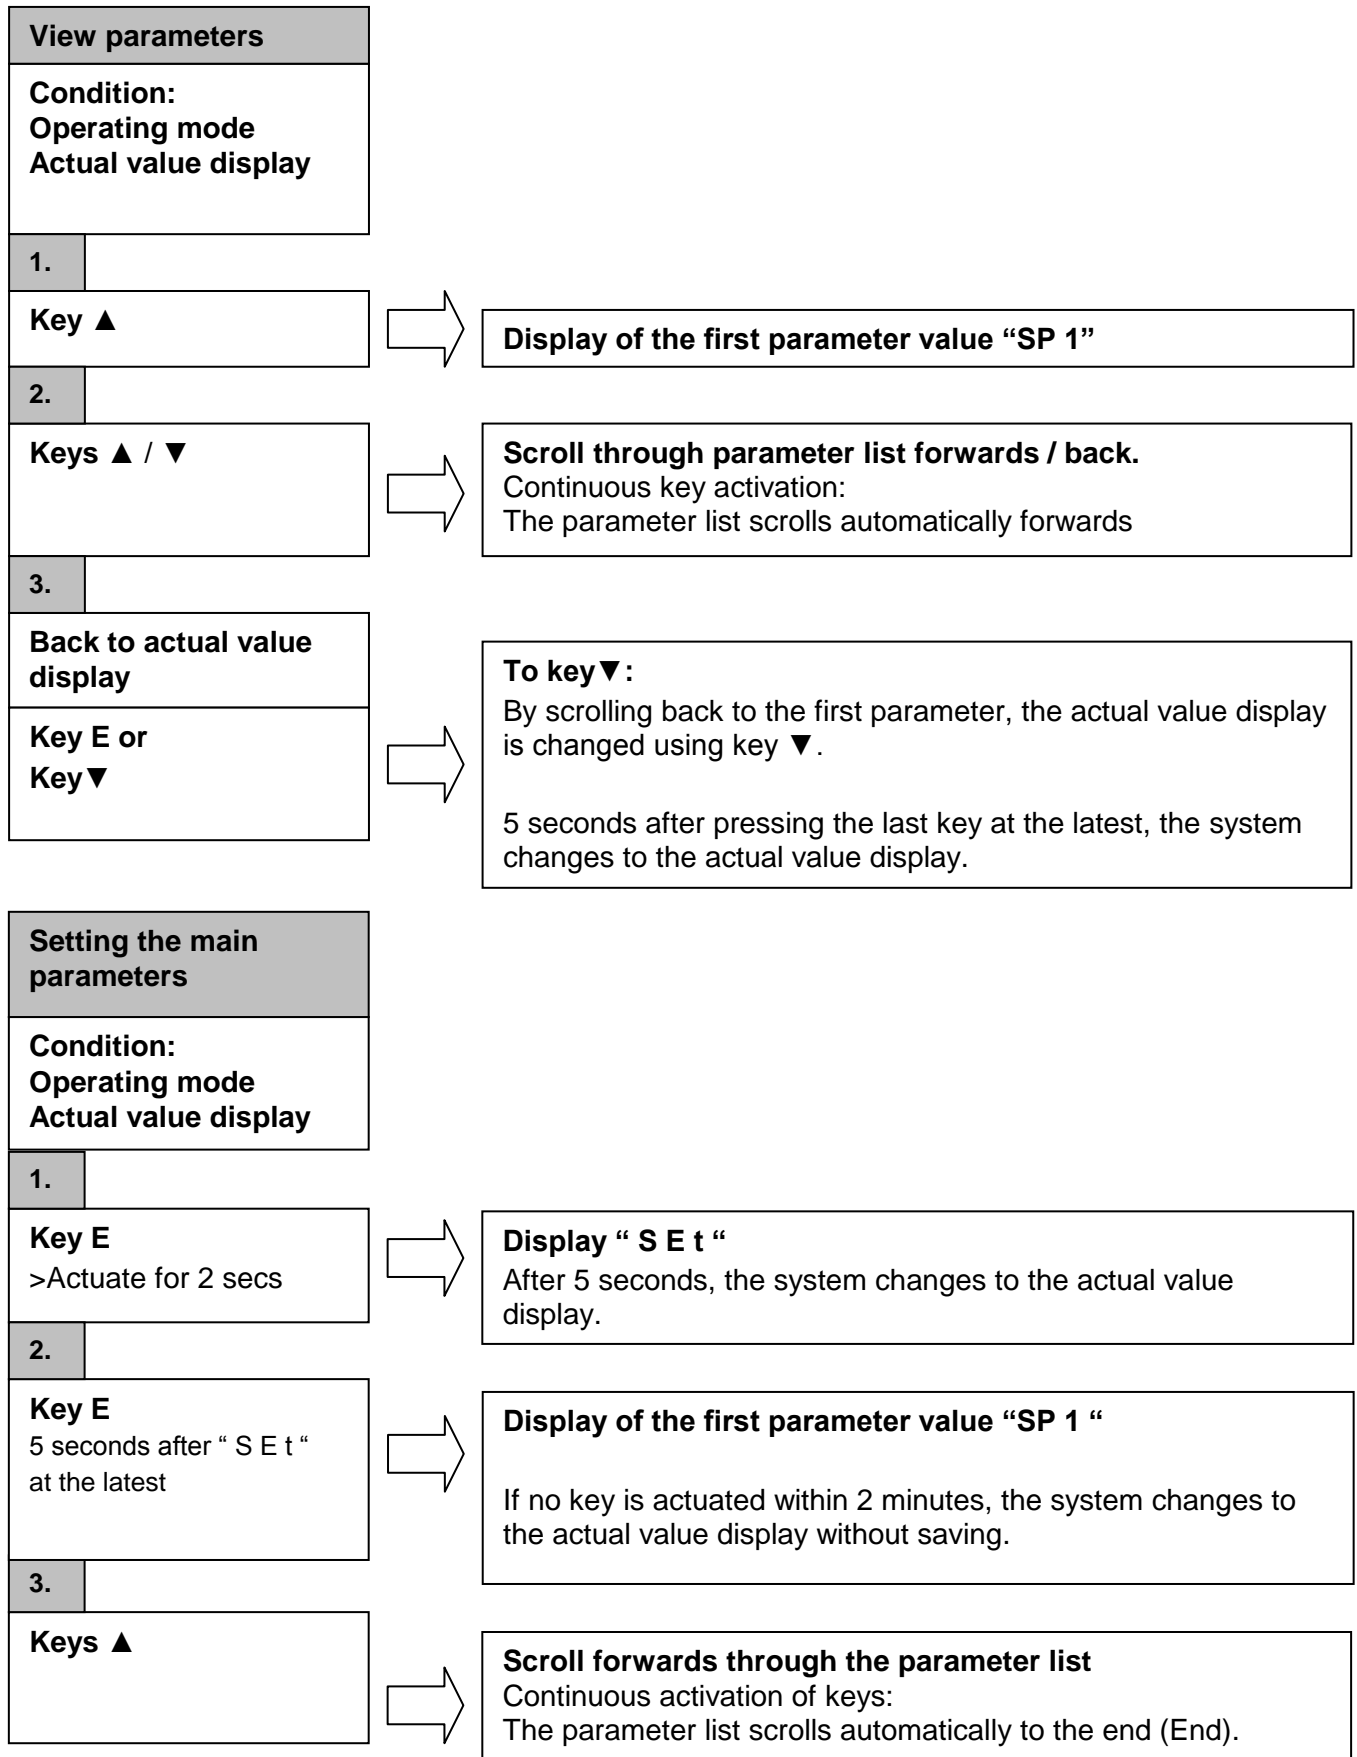 View parameters
Condition:
Operating mode
Actual value display
1.
Key ▲
Display of the first parameter value “SP 1”
2.
Keys ▲ / ▼
Scroll through parameter list forwards / back.
Continuous key activation:
The parameter list scrolls automatically forwards
3.
Back to actual value
display
Key E or
Key▼
To key▼:
By scrolling back to the first parameter, the actual value display
is changed using key ▼.
5 seconds after pressing the last key at the latest, the system
changes to the actual value display.
Setting the main
parameters
Condition:
Operating mode
Actual value display
1.
Key E
>Actuate for 2 secs
Display “ S E t “
After 5 seconds, the system changes to the actual value
display.
2.
Key E
5 seconds after “ S E t “
at the latest
Display of the first parameter value “SP 1 “
If no key is actuated within 2 minutes, the system changes to
the actual value display without saving.
3.
Keys ▲
Scroll forwards through the parameter list
Continuous activation of keys:
The parameter list scrolls automatically to the end (End).